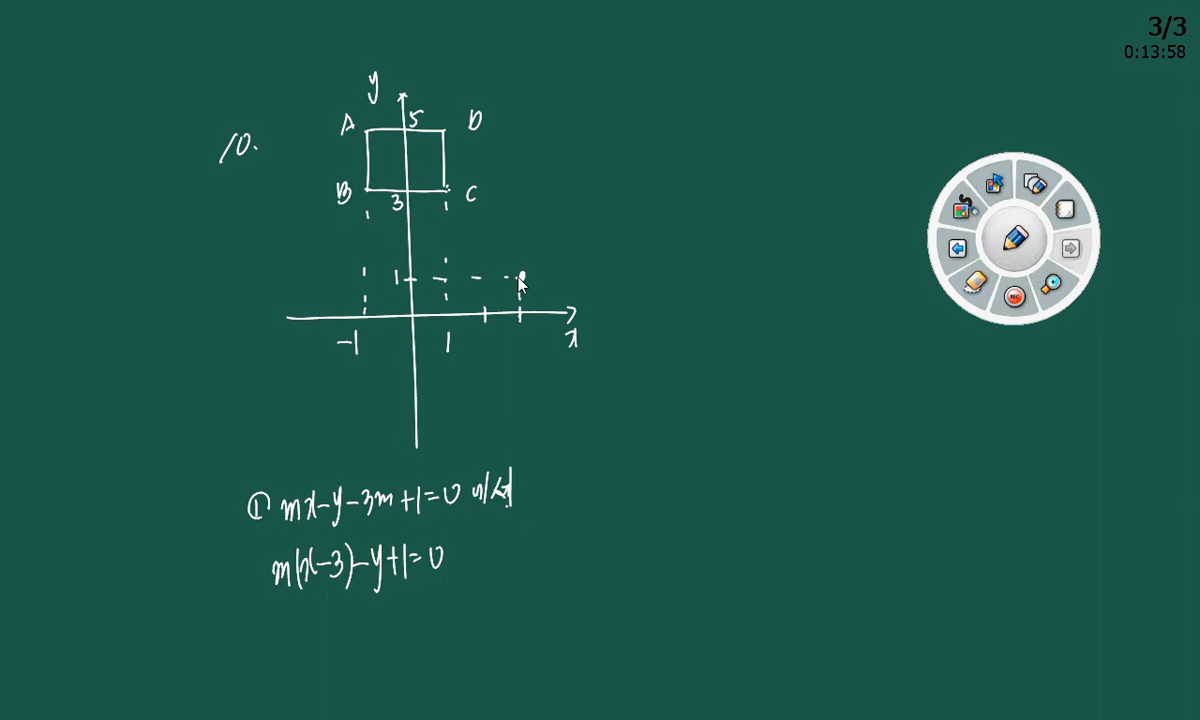 3/3
0:13:58
y
10.
A 5 D
B 3 C
1
-1 1 x
① mx-y-3m+1=0
m(x-3)-y+1=0
REC